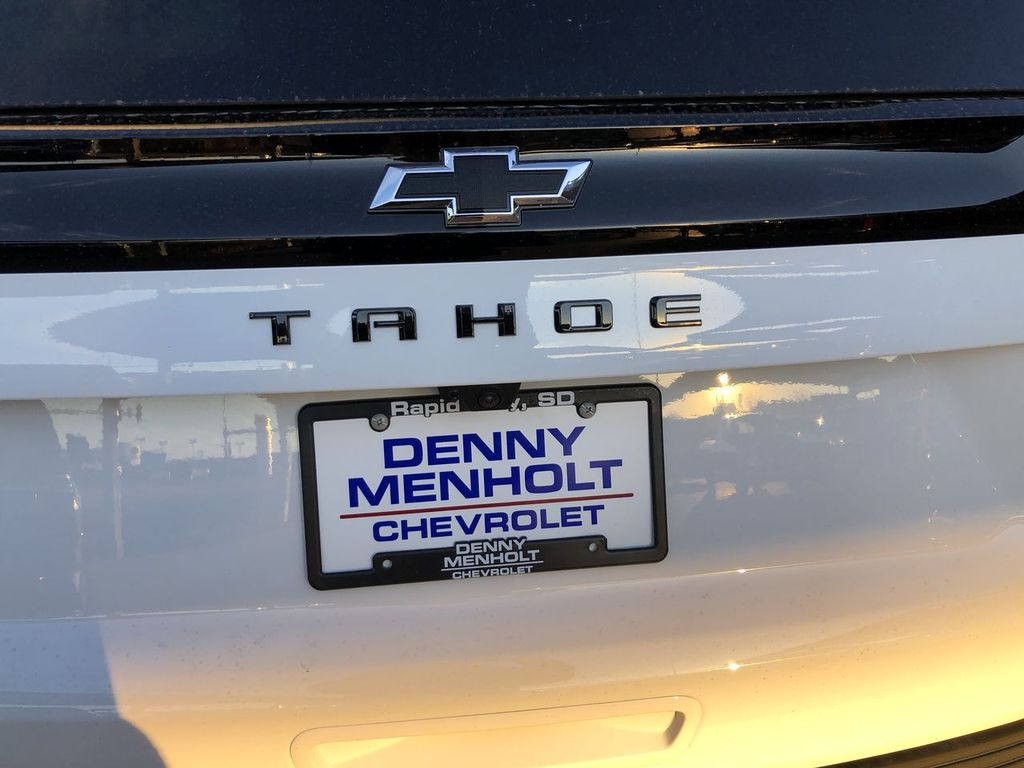 TAHOE
Rapid y, SD
DENNY
MENHOLT
CHEVROLET
DENNY
MENHOLT
CHEVROLET